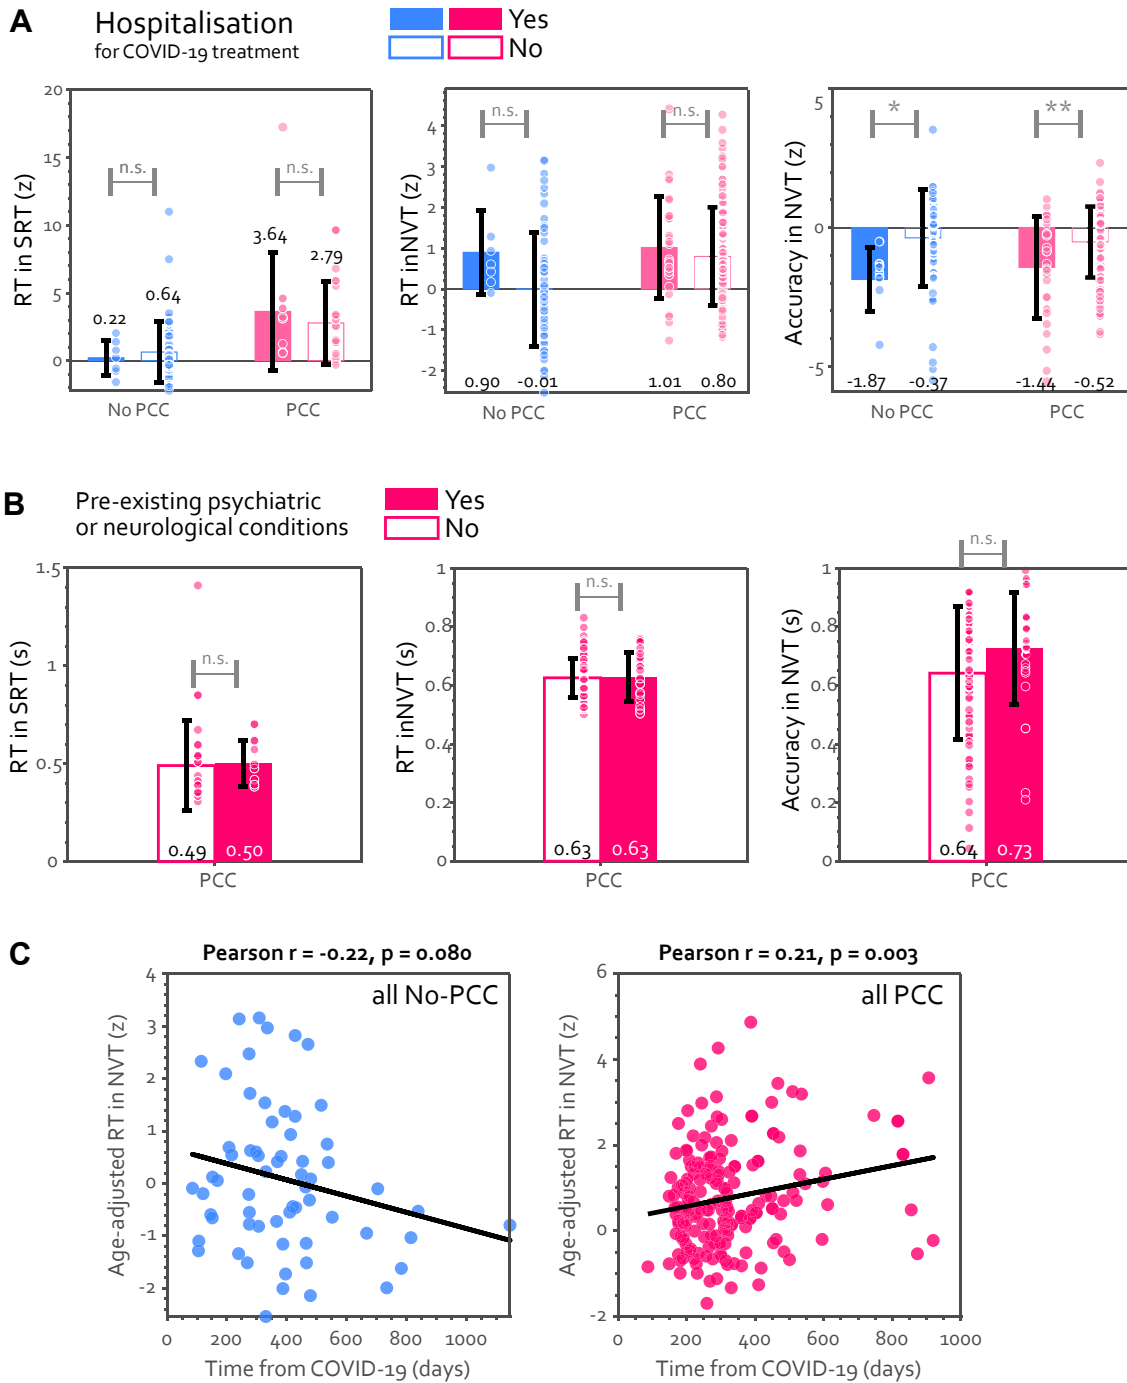 A
Hospitalisation
for COVID-19 treatment
Yes
No
RT in SRT (z)
20
15
10
5
0
n.s.
n.s.
0.22
0.64
3.64
2.79
No PCC
PCC
RT inNVT (z)
4
3
2
1
0
-1
-2
n.s.
n.s.
0.90
-0.01
1.01
0.80
No PCC
PCC
Accuracy in NVT (z)
5
0
-5
*
**
-1.87
-0.37
-1.44
-0.52
No PCC
PCC
B
Pre-existing psychiatric
or neurological conditions
Yes
No
RT in SRT (s)
1.5
1
0.5
0
n.s.
0.49
0.50
PCC
RT inNVT (s)
1
0.8
0.6
0.4
0.2
0
n.s.
0.63
0.63
PCC
Accuracy in NVT (s)
1
0.8
0.6
0.4
0.2
0
n.s.
0.64
0.73
PCC
C
Pearson r = -0.22, p = 0.080
all No-PCC
Age-adjusted RT in NVT (z)
4
3
2
1
0
-1
-2
0 200 400 600 800 1000
Time from COVID-19 (days)
Pearson r = 0.21, p = 0.003
all PCC
Age-adjusted RT in NVT (z)
6
4
2
0
-2
0 200 400 600 800 1000
Time from COVID-19 (days)